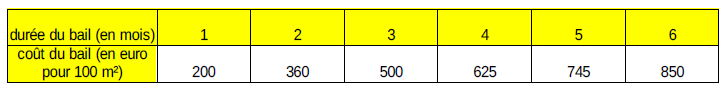 durée du bail (en mois) 1 2 3 4 5 6
coût du bail (en euro
pour 100 m²) 200 360 500 625 745 850